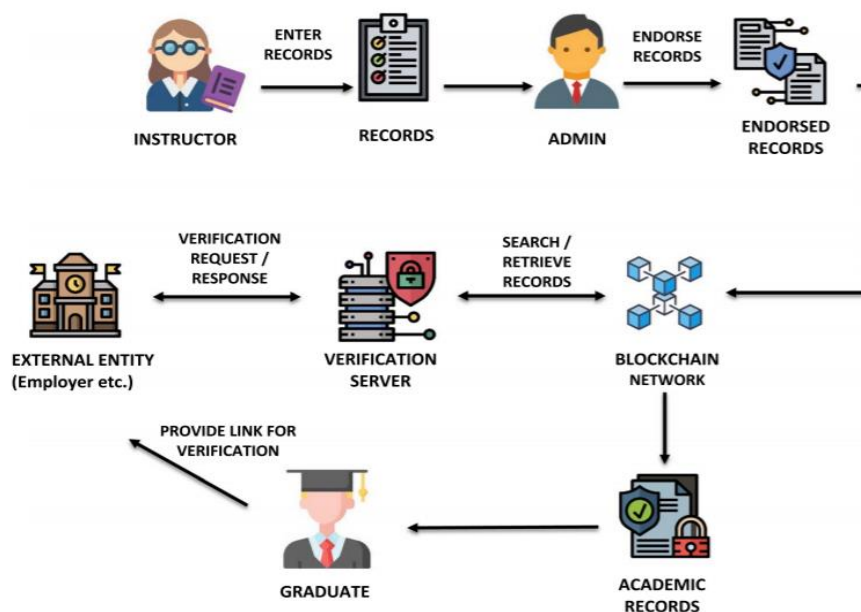 ENTER
RECORDS
ENDORSE
RECORDS
INSTRUCTOR
RECORDS
ADMIN
ENDORSED
RECORDS
VERIFICATION
REQUEST /
RESPONSE
SEARCH /
RETRIEVE
RECORDS
EXTERNAL ENTITY
(Employer etc.)
VERIFICATION
SERVER
BLOCKCHAIN
NETWORK
PROVIDE LINK FOR
VERIFICATION
GRADUATE
ACADEMIC
RECORDS